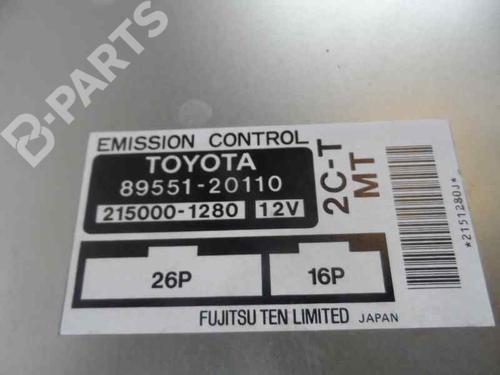 B-PARTS
EMISSION CONTROL
TOYOTA
89551-20110
215000-1280 12V
2C-T
MT
26P
16P
FUJITSU TEN LIMITED JAPAN
*2151280J*